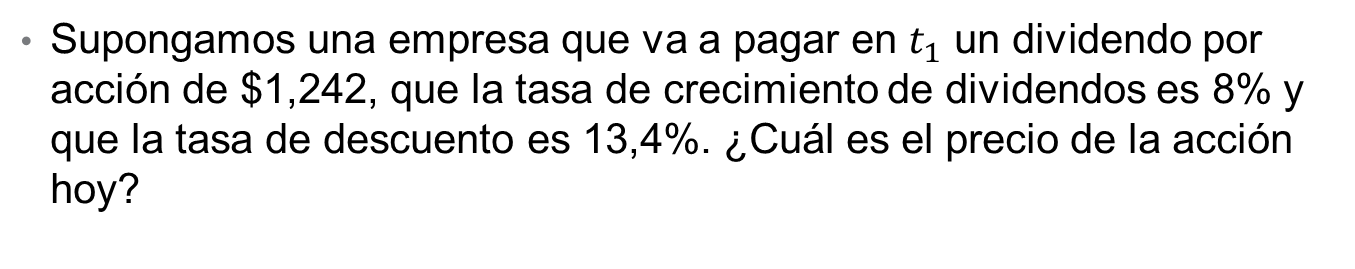 • Supongamos una empresa que va a pagar en 𝑡₁ un dividendo por
acción de $1,242, que la tasa de crecimiento de dividendos es 8% y
que la tasa de descuento es 13,4%. ¿Cuál es el precio de la acción
hoy?